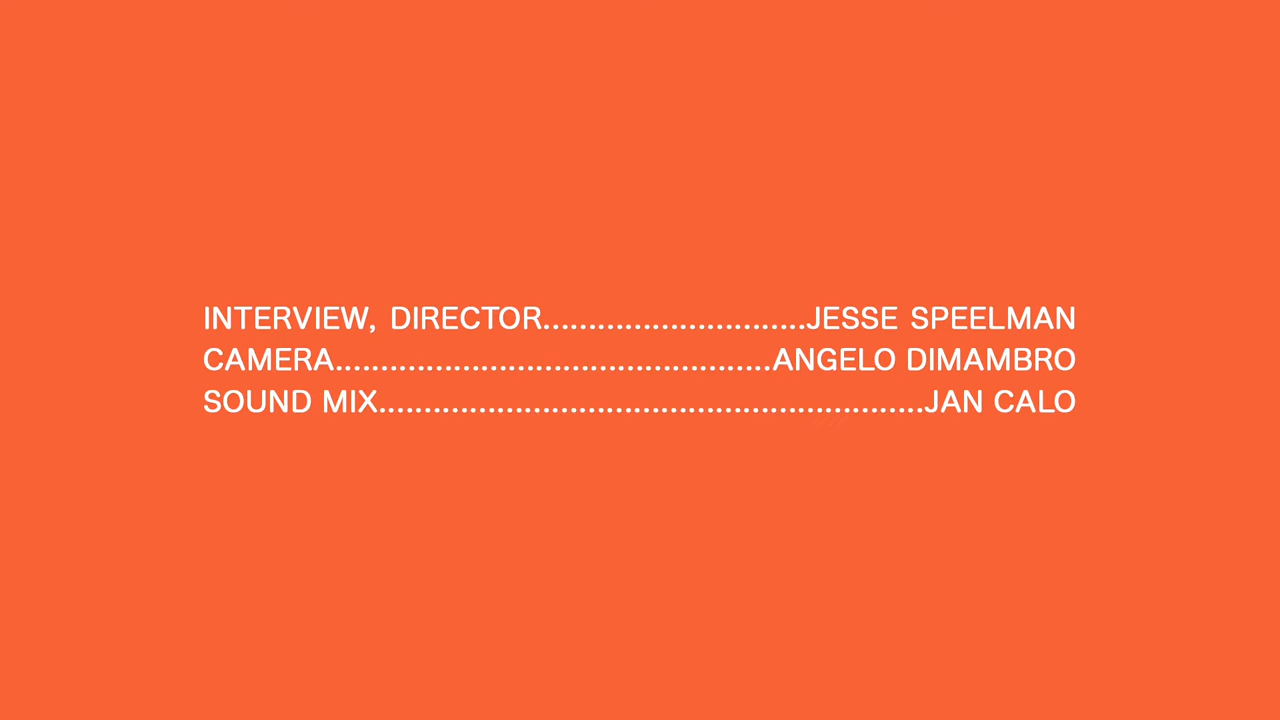 INTERVIEW, DIRECTOR.............................JESSE SPEELMAN
CAMERA................................................ANGELO DIMAMBRO
SOUND MIX............................................................JAN CALO